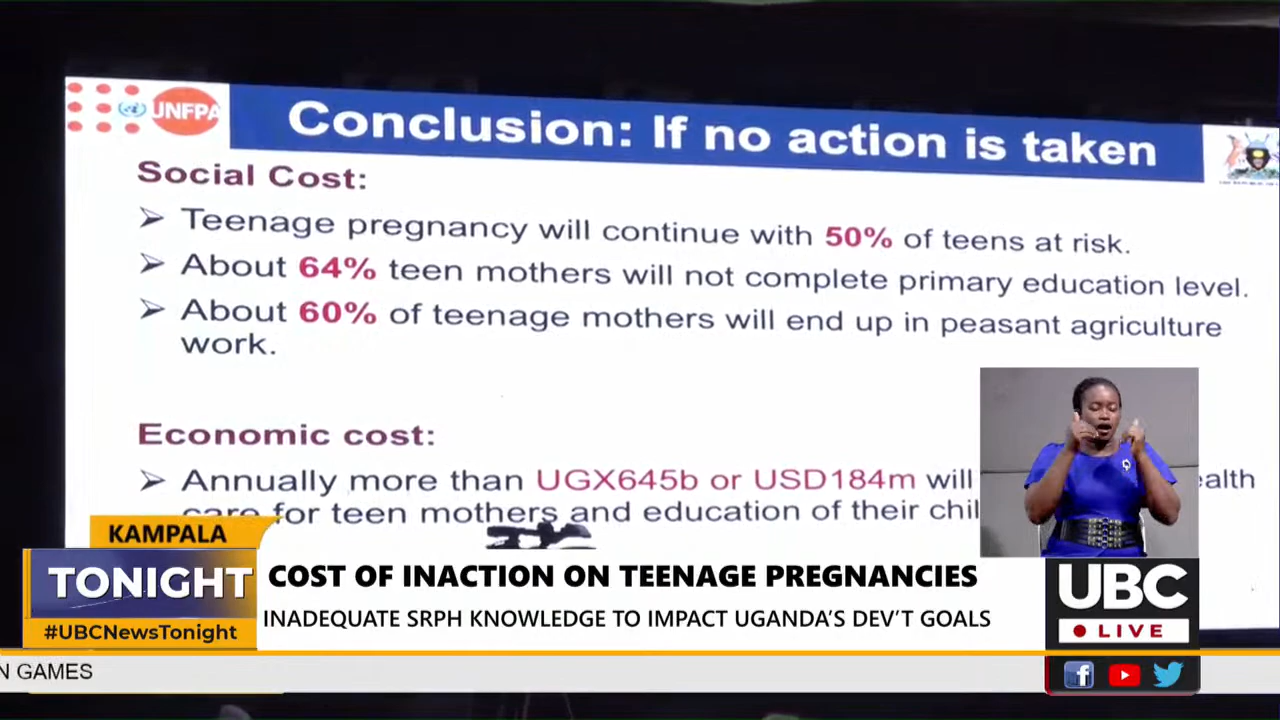 UNFPA
Conclusion: If no action is taken
Social Cost:
➢ Teenage pregnancy will continue with 50% of teens at risk.
➢ About 64% teen mothers will not complete primary education level.
➢ About 60% of teenage mothers will end up in peasant agriculture
work.
Economic cost:
➢ Annually more than UGX645b or USD184m will
care for teen mothers and education of their
KAMPALA
TONIGHT
#UBCNewsTonight
COST OF INACTION ON TEENAGE PREGNANCIES
INADEQUATE SRPH KNOWLEDGE TO IMPACT UGANDA'S DEV'T GOALS
UBC
LIVE
GAMES